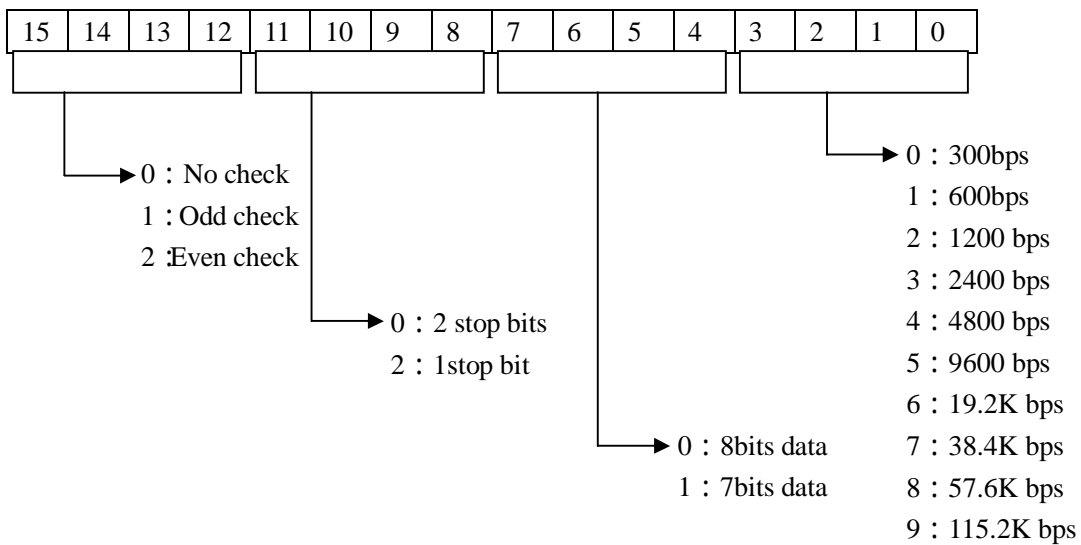 15 14 13 12 11 10 9 8 7 6 5 4 3 2 1 0
0：No check
1：Odd check
2：Even check
0：2 stop bits
2：1stop bit
0：8bits data
1：7bits data
0：300bps
1：600bps
2：1200 bps
3：2400 bps
4：4800 bps
5：9600 bps
6：19.2K bps
7：38.4K bps
8：57.6K bps
9：115.2K bps